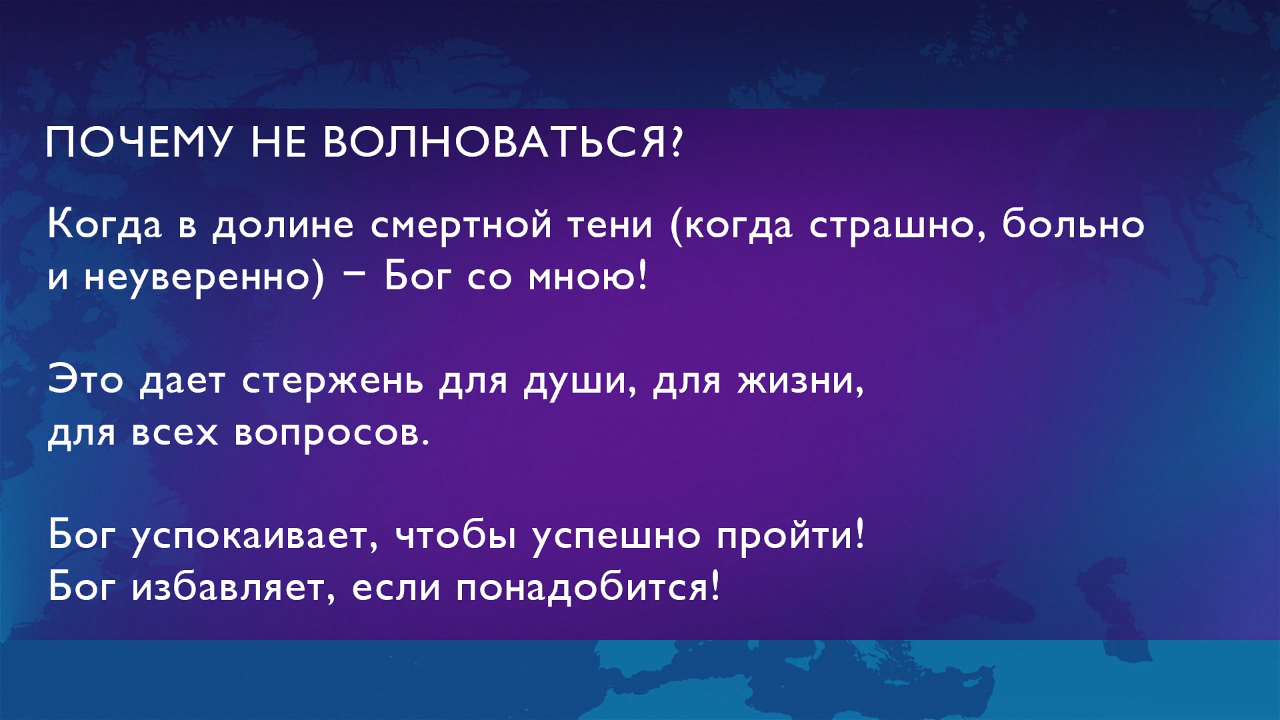 ПОЧЕМУ НЕ ВОЛНОВАТЬСЯ?
Когда в долине смертной тени (когда страшно, больно
и неуверенно) – Бог со мною!
Это дает стержень для души, для жизни,
для всех вопросов.
Бог успокаивает, чтобы успешно пройти!
Бог избавляет, если понадобится!